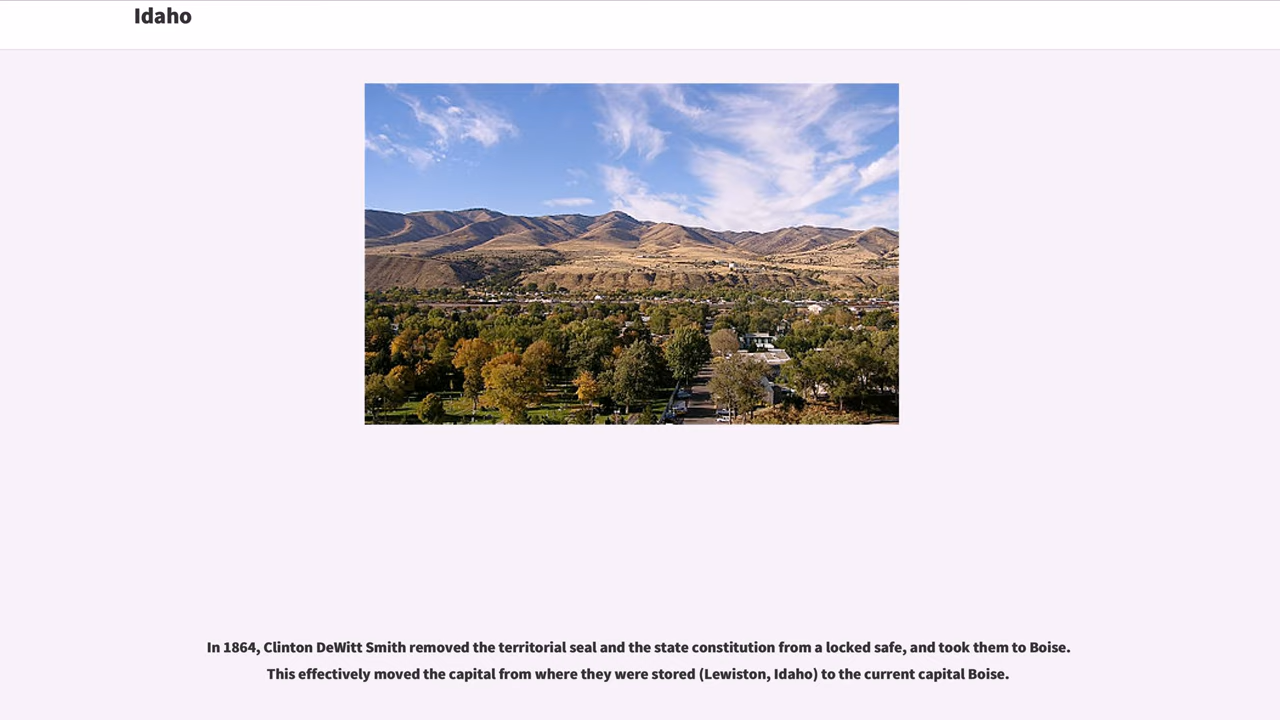 Idaho
In 1864, Clinton DeWitt Smith removed the territorial seal and the state constitution from a locked safe, and took them to Boise.
This effectively moved the capital from where they were stored (Lewiston, Idaho) to the current capital Boise.